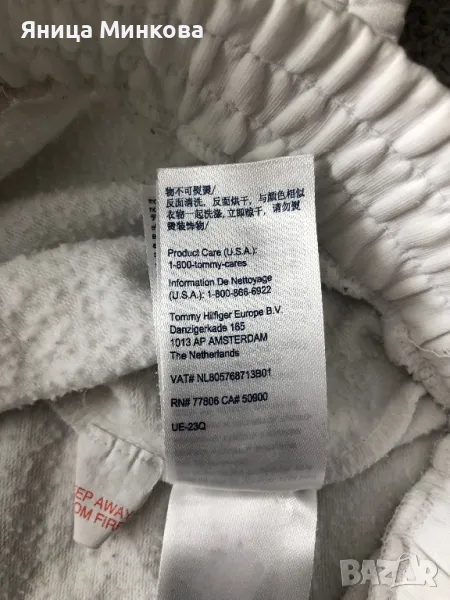 Яница Минкова
物不可熨烫/
反面清洗，反面烘干，与颜色相似
衣物一起洗涤，立即晾干，请勿熨
烫装饰物/
Product Care (U.S.A.):
1-800-tommy-cares
Information De Nettoyage
(U.S.A.): 1-800-866-6922
Tommy Hilfiger Europe B.V.
Danzigerkade 165
1013 AP AMSTERDAM
The Netherlands
VAT# NL805768713B01
RN# 77806 CA# 50900
UE-23Q
EP AWAY
OM FIRE
BAZAR